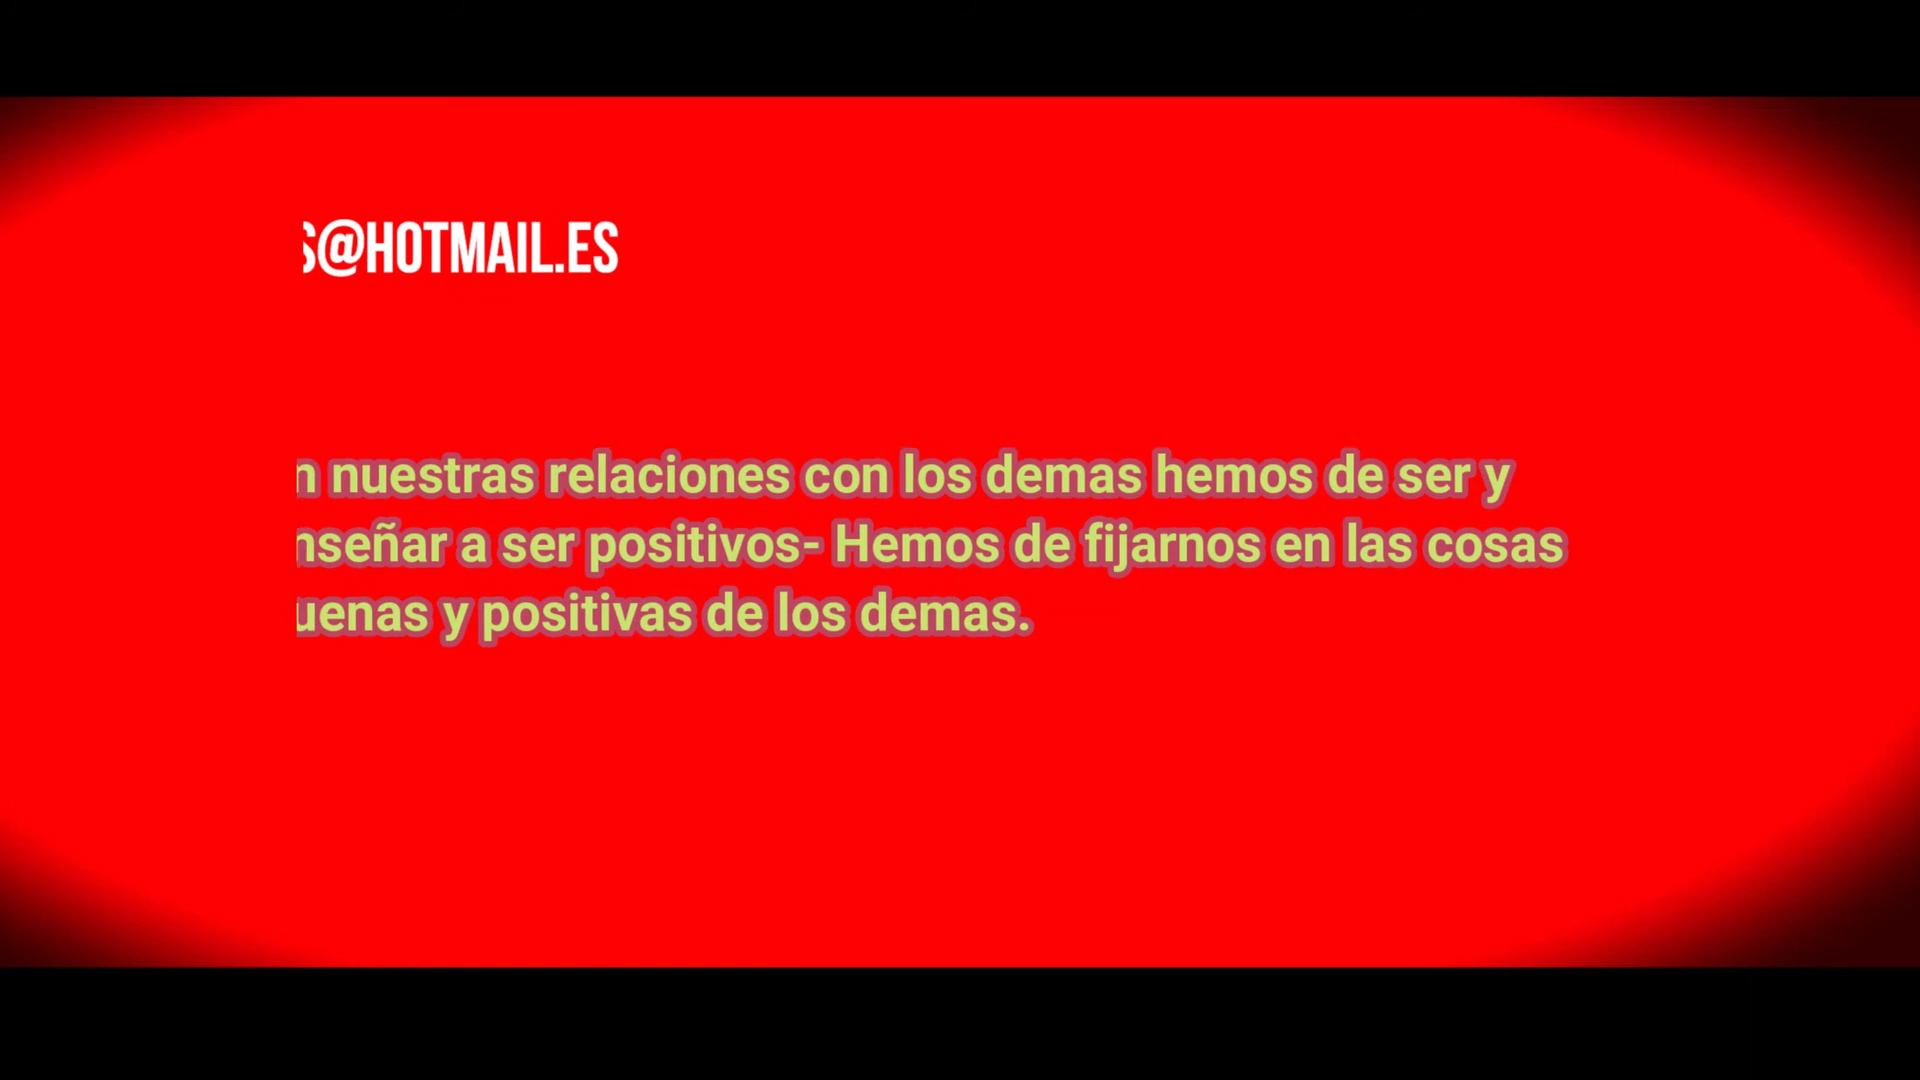 S@HOTMAIL.ES
n nuestras relaciones con los demas hemos de ser y
nseñar a ser positivos- Hemos de fijarnos en las cosas
uenas y positivas de los demas.